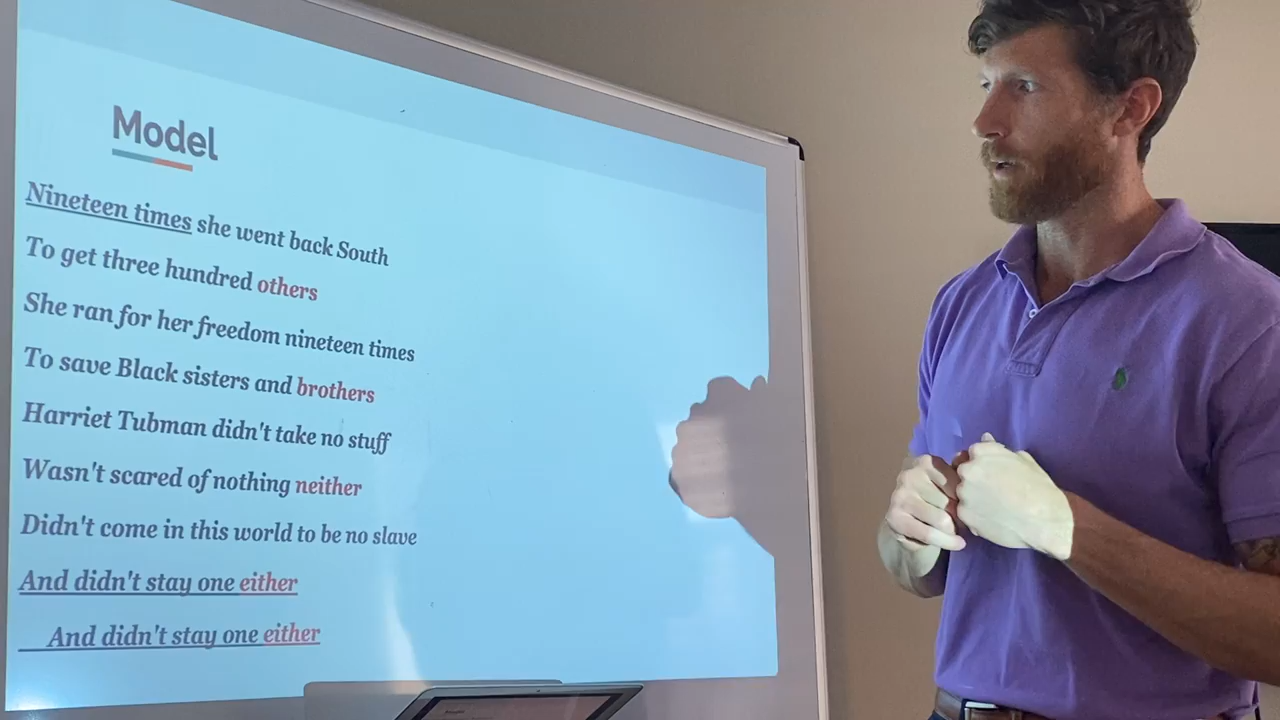 Model
Nineteen times she went back South
To get three hundred others
She ran for her freedom nineteen times
To save Black sisters and brothers
Harriet Tubman didn't take no stuff
Wasn't scared of nothing neither
Didn't come in this world to be no slave
And didn't stay one either
And didn't stay one either